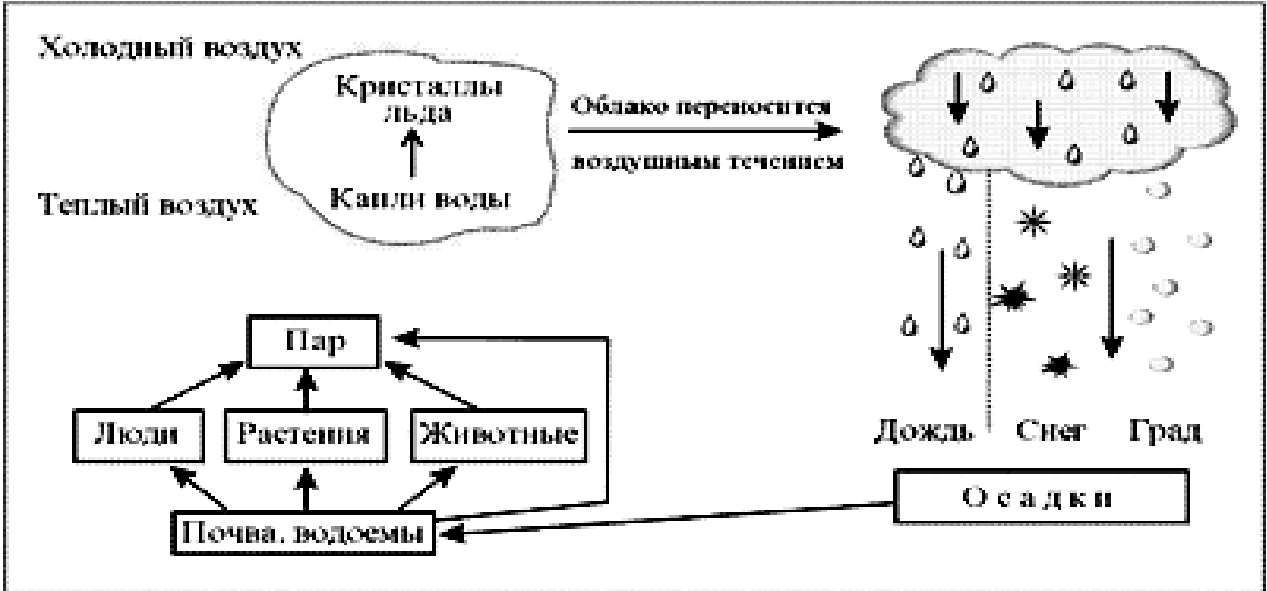 Холодный воздух
Кристаллы
льда
Облако переносится
воздушным течением
Теплый воздух
Капли воды
Пар
Люди
Растения
Животные
Почва. водоемы
Дождь
Снег
Град
Осадки